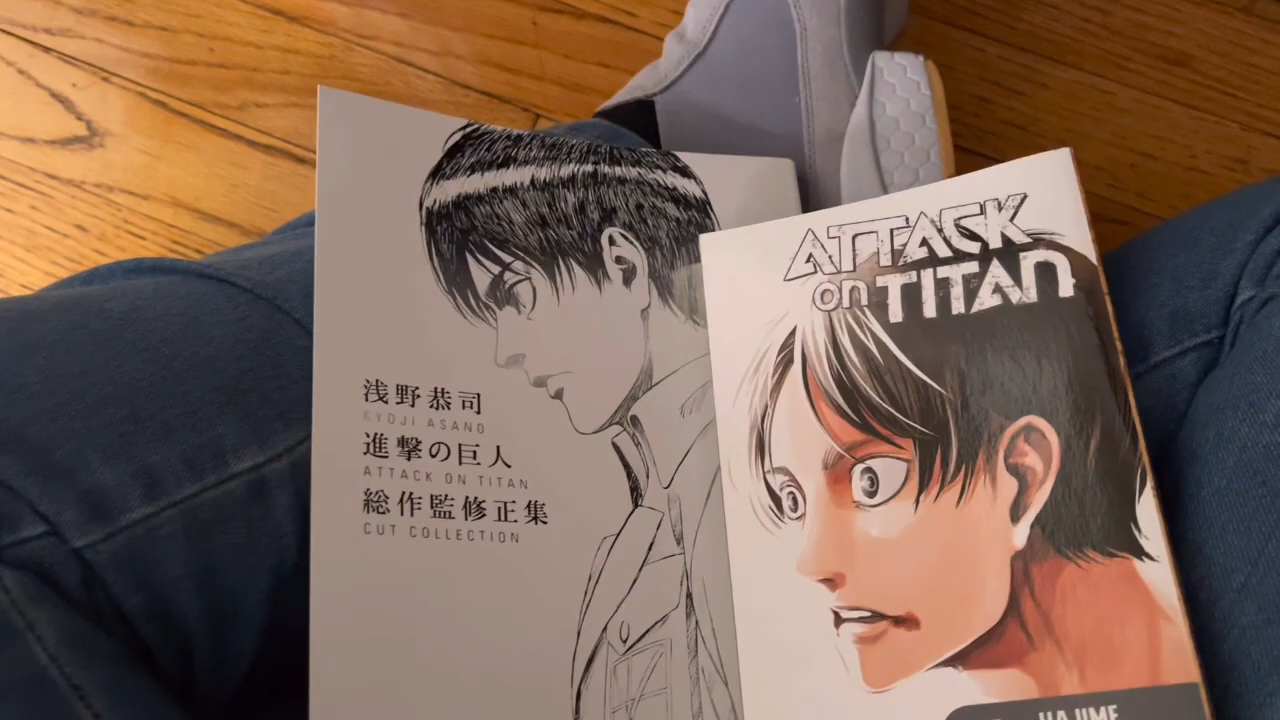 浅野恭司
KYOJI ASANO
進撃の巨人
ATTACK ON TITAN
総作監修正集
CUT COLLECTION
ATTACK
on TITAN
HAJIME